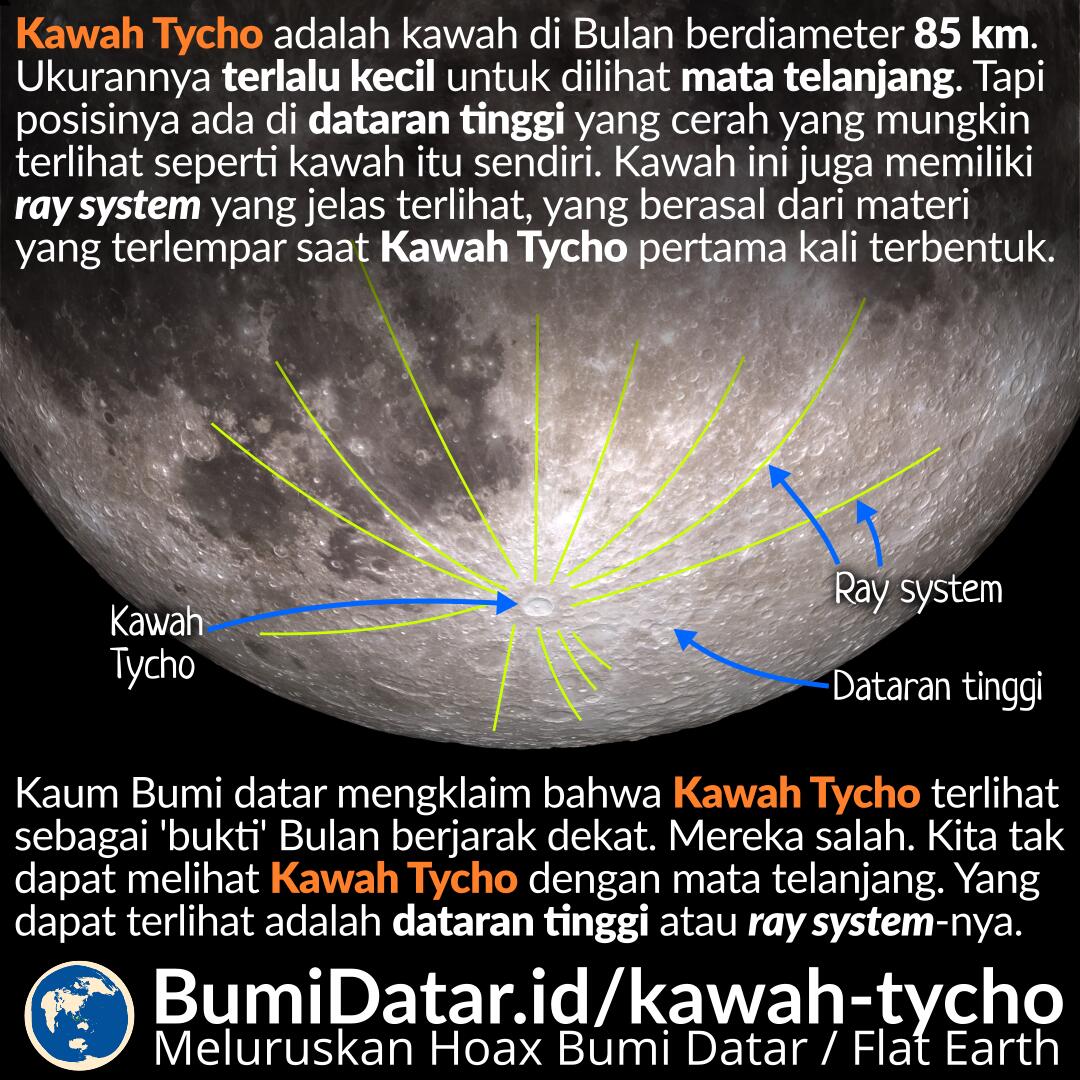 Kawah Tycho adalah kawah di Bulan berdiameter 85 km.
Ukurannya terlalu kecil untuk dilihat mata telanjang. Tapi
posisinya ada di dataran tinggi yang cerah yang mungkin
terlihat seperti kawah itu sendiri. Kawah ini juga memiliki
ray system yang jelas terlihat, yang berasal dari materi
yang terlempar saat Kawah Tycho pertama kali terbentuk.
Ray system
Kawah
Tycho
Dataran tinggi
Kaum Bumi datar mengklaim bahwa Kawah Tycho terlihat
sebagai 'bukti' Bulan berjarak dekat. Mereka salah. Kita tak
dapat melihat Kawah Tycho dengan mata telanjang. Yang
dapat terlihat adalah dataran tinggi atau ray system-nya.
BumiDatar.id/kawah-tycho
Meluruskan Hoax Bumi Datar / Flat Earth